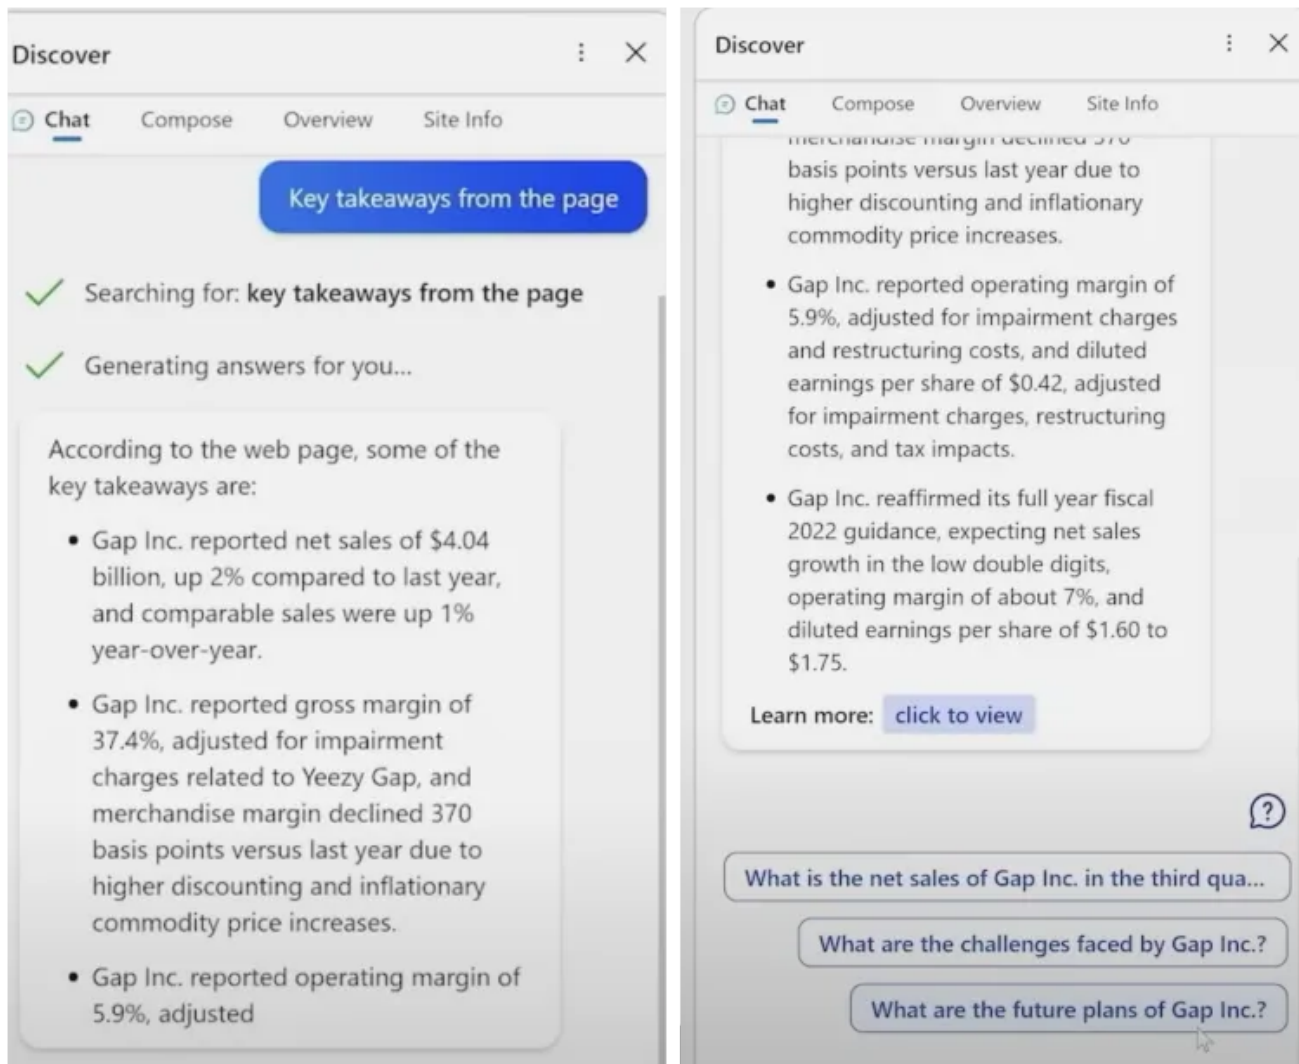 Discover
Chat Compose Overview Site Info
Key takeaways from the page
Searching for: key takeaways from the page
Generating answers for you...
According to the web page, some of the
key takeaways are:
• Gap Inc. reported net sales of $4.04
billion, up 2% compared to last year,
and comparable sales were up 1%
year-over-year.
• Gap Inc. reported gross margin of
37.4%, adjusted for impairment
charges related to Yeezy Gap, and
merchandise margin declined 370
basis points versus last year due to
higher discounting and inflationary
commodity price increases.
• Gap Inc. reported operating margin of
5.9%, adjusted
Discover
Chat Compose Overview Site Info
merchandise margin declined 370
basis points versus last year due to
higher discounting and inflationary
commodity price increases.
• Gap Inc. reported operating margin of
5.9%, adjusted for impairment charges
and restructuring costs, and diluted
earnings per share of $0.42, adjusted
for impairment charges, restructuring
costs, and tax impacts.
• Gap Inc. reaffirmed its full year fiscal
2022 guidance, expecting net sales
growth in the low double digits,
operating margin of about 7%, and
diluted earnings per share of $1.60 to
$1.75.
Learn more: click to view
What is the net sales of Gap Inc. in the third qua...
What are the challenges faced by Gap Inc.?
What are the future plans of Gap Inc.?